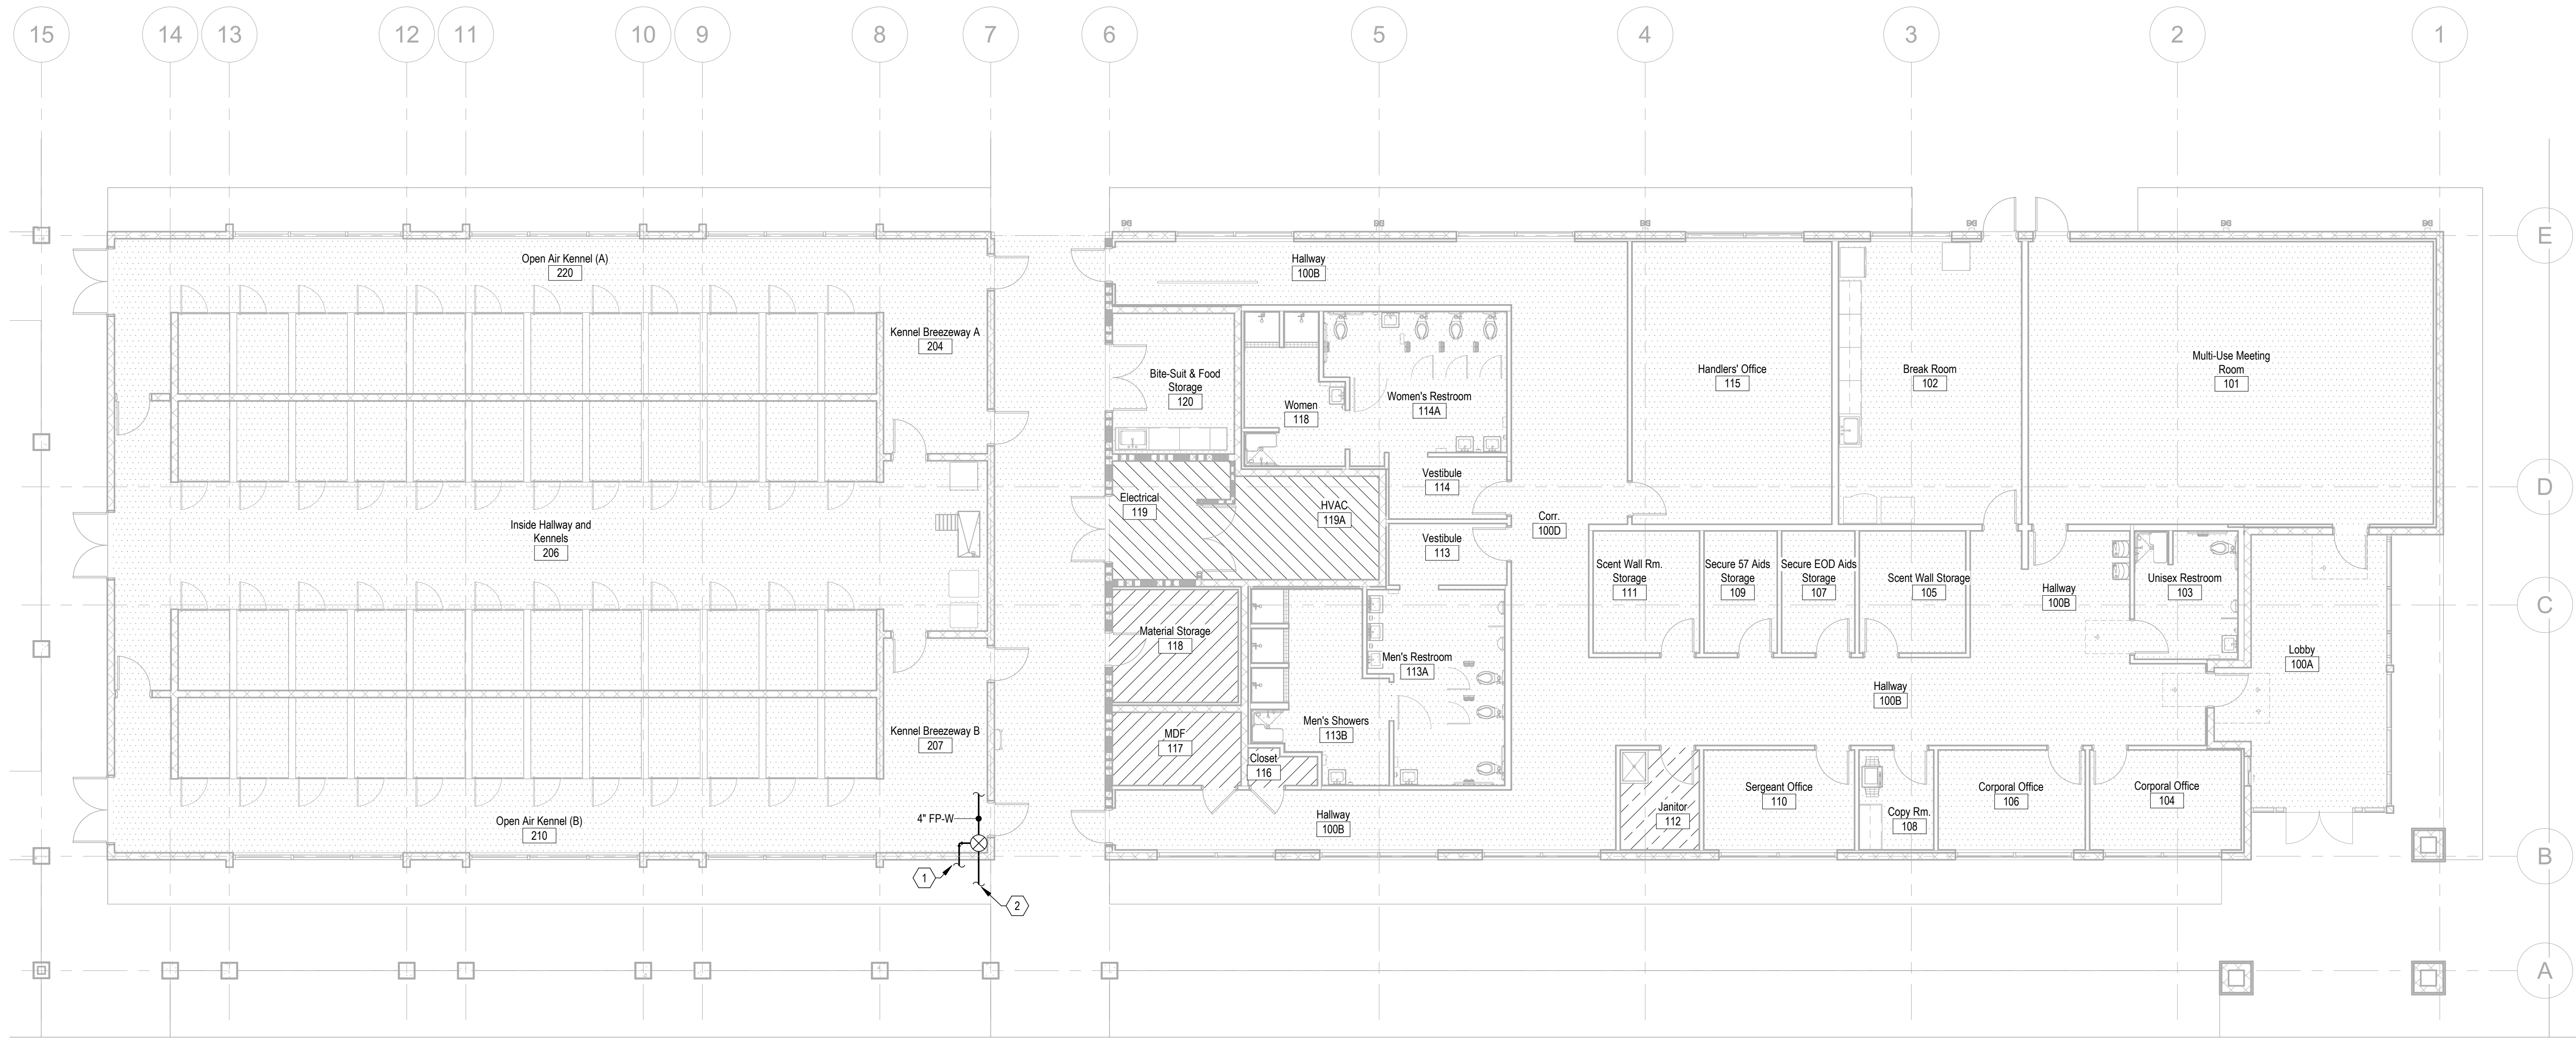 15
14
13
12
11
10
9
8
7
6
5
4
3
2
1
E
D
C
B
A
Open Air Kennel (A)
220
Kennel Breezeway A
204
Inside Hallway and
Kennels
206
Kennel Breezeway B
207
Open Air Kennel (B)
210
4" FP-W
1
2
Hallway
100B
Bite-Suit & Food
Storage
120
Women
118
Women's Restroom
114A
Vestibule
114
Electrical
119
HVAC
119A
Vestibule
113
Corr.
100D
Material Storage
118
Men's Restroom
113A
MDF
117
Men's Showers
113B
Closet
116
Hallway
100B
Handlers' Office
115
Break Room
102
Multi-Use Meeting
Room
101
Scent Wall Rm.
Storage
111
Secure 57 Aids
Storage
109
Secure EOD Aids
Storage
107
Scent Wall Storage
105
Hallway
100B
Unisex Restroom
103
Lobby
100A
Hallway
100B
Janitor
112
Sergeant Office
110
Copy Rm.
108
Corporal Office
106
Corporal Office
104